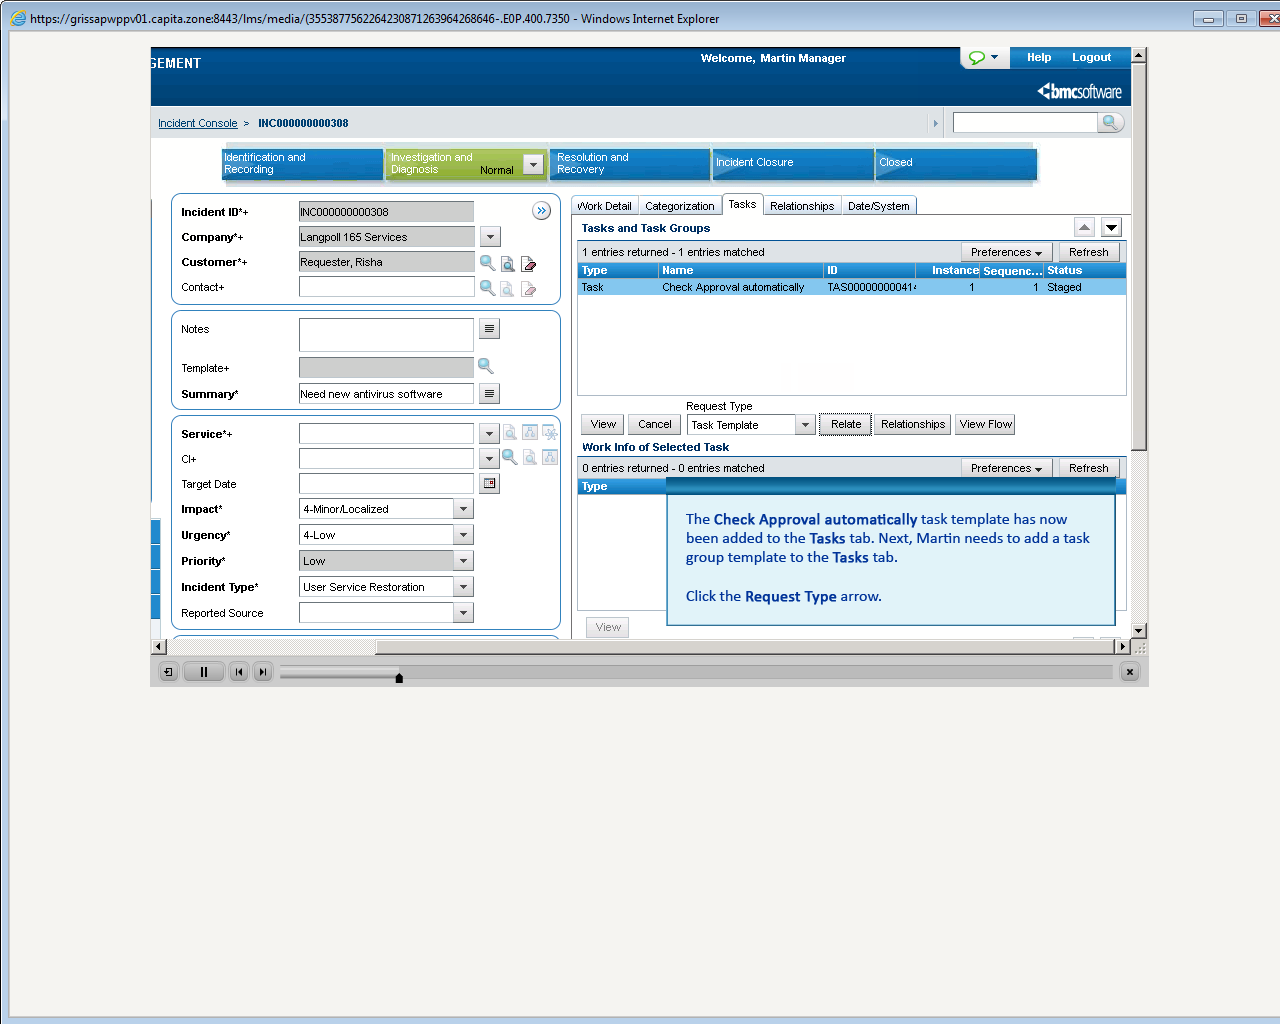 https://grissapwppv01.capita.zone:8443/lms/media/(3553877562264230871263964268646-.E0P.400.7350 - Windows Internet Explorer
GEMENT
Welcome, Martin Manager
Help
Logout
bmcsoftware
Incident Console > INC000000000308
Identification and
Recording
Investigation and
Diagnosis
Normal
Resolution and
Recovery
Incident Closure
Closed
Incident ID*+
INC000000000308
Company*+
Langpoll 165 Services
Customer*+
Requester, Risha
Contact+
Notes
Template+
Summary*
Need new antivirus software
Service*+
CI+
Target Date
Impact*
4-Minor/Localized
Urgency*
4-Low
Priority*
Low
Incident Type*
User Service Restoration
Reported Source
Work Detail
Categorization
Tasks
Relationships
Date/System
Tasks and Task Groups
1 entries returned - 1 entries matched
Preferences
Refresh
Type
Name
ID
Instance
Sequenc...
Status
Task
Check Approval automatically
TAS00000000041
1
1
Staged
Request Type
View
Cancel
Task Template
Relate
Relationships
View Flow
Work Info of Selected Task
0 entries returned - 0 entries matched
Preferences
Refresh
Type
The Check Approval automatically task template has now
been added to the Tasks tab. Next, Martin needs to add a task
group template to the Tasks tab.
Click the Request Type arrow.
View